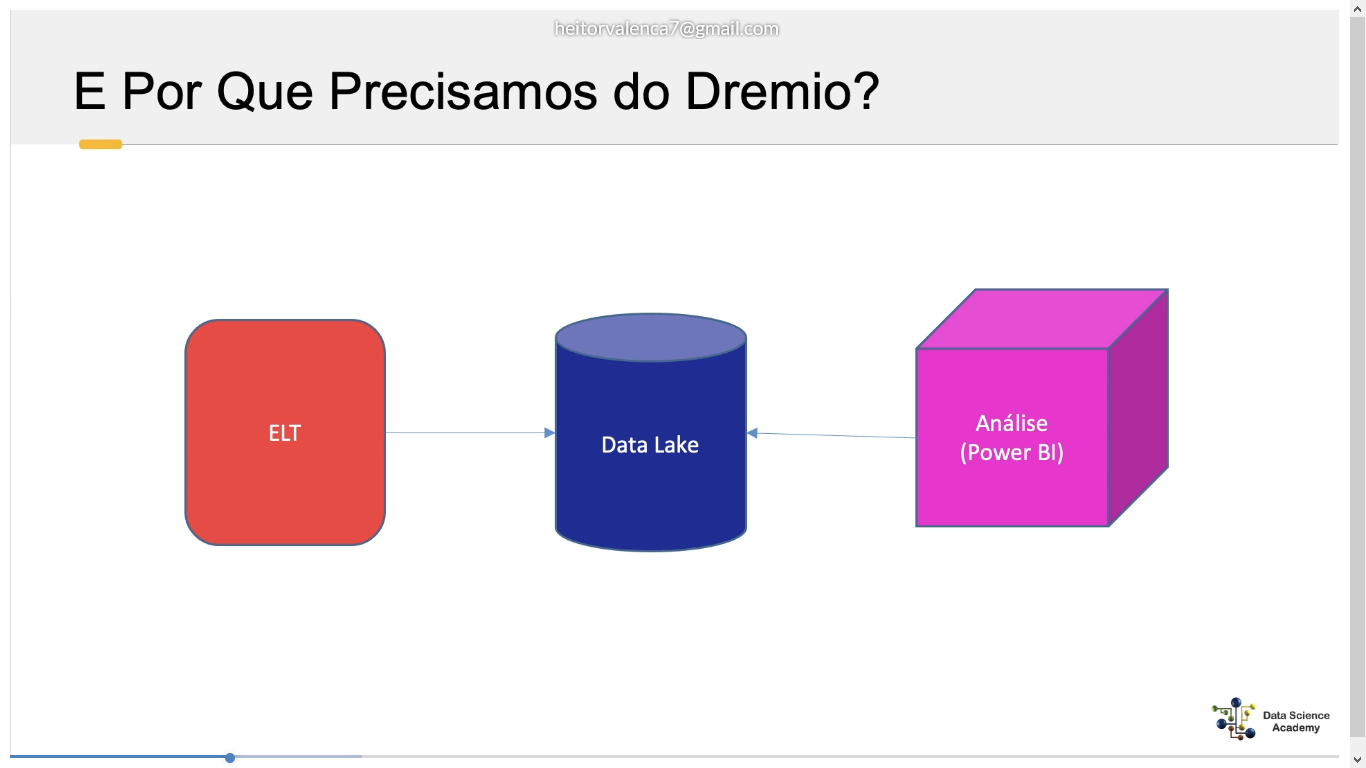 heitorvalenca7@gmail.com
E Por Que Precisamos do Dremio?
ELT
Data Lake
Análise
(Power BI)
Data Science
Academy